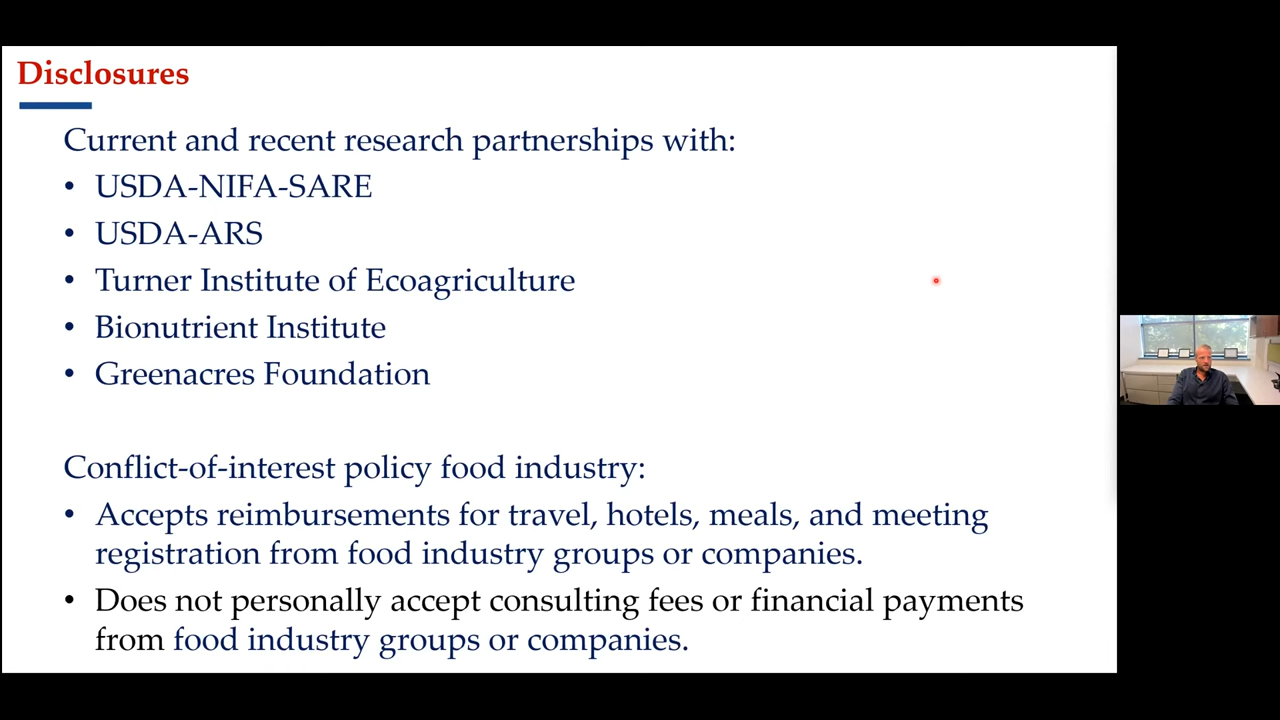 Disclosures
Current and recent research partnerships with:
• USDA-NIFA-SARE
• USDA-ARS
• Turner Institute of Ecoagriculture
• Bionutrient Institute
• Greenacres Foundation
Conflict-of-interest policy food industry:
• Accepts reimbursements for travel, hotels, meals, and meeting
registration from food industry groups or companies.
• Does not personally accept consulting fees or financial payments
from food industry groups or companies.